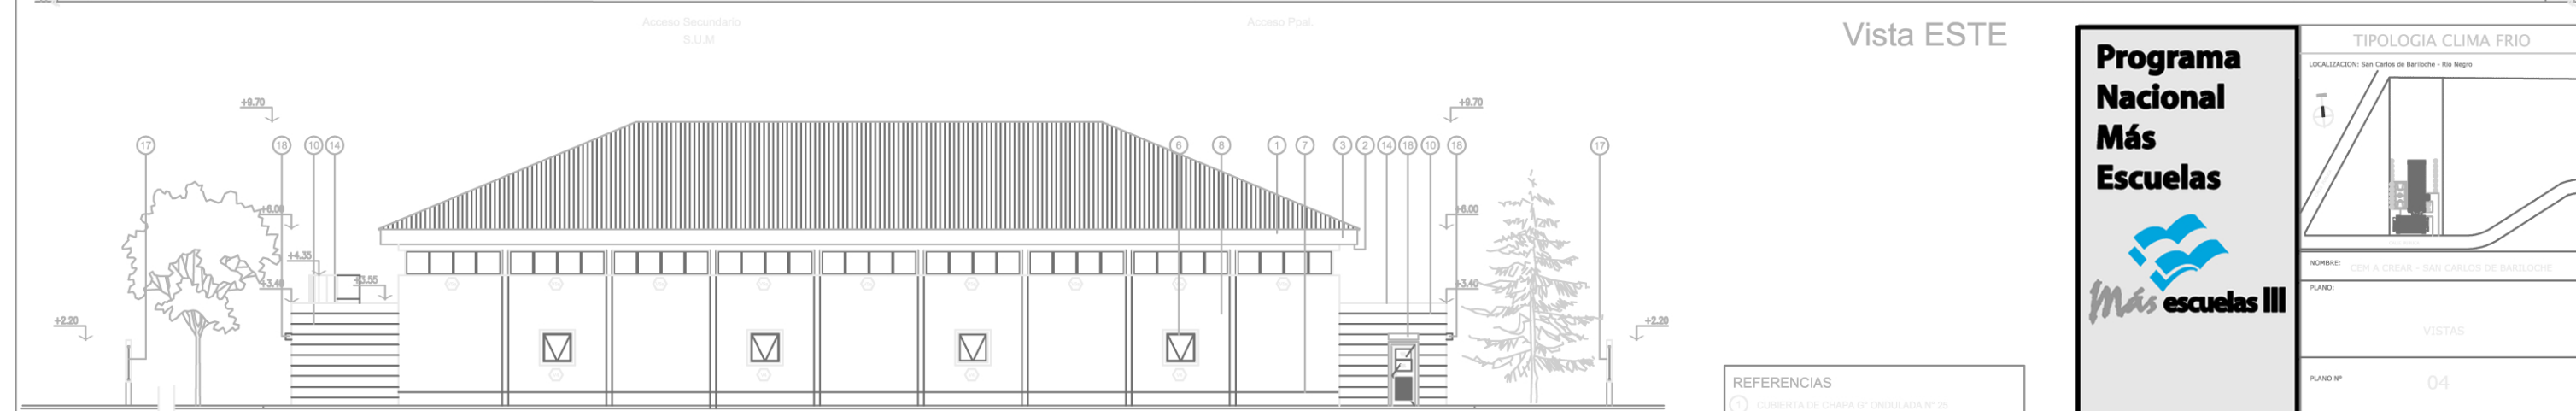 Acceso Secundario
S.U.M
Acceso Ppal.
Vista ESTE
+9.70
+9.70
17
18
10
14
6
8
1
7
3
2
14
18
10
18
17
+6.00
+6.00
+4.35
+3.55
+3.40
+3.40
+2.20
+2.20
REFERENCIAS
1 CUBIERTA DE CHAPA Gº ONDULADA Nº 25
Programa
Nacional
Más
Escuelas
Más escuelas III
TIPOLOGIA CLIMA FRIO
LOCALIZACION: San Carlos de Bariloche - Rio Negro
NOMBRE: CEM A CREAR - SAN CARLOS DE BARILOCHE
PLANO:
VISTAS
PLANO Nº 04